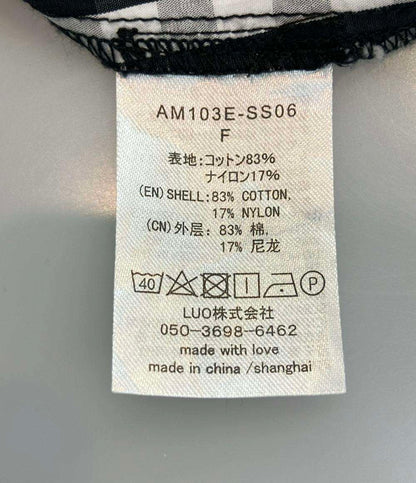 AM103E-SS06
F
表地:コットン83%
ナイロン17%
(EN)SHELL:83% COTTON,
17% NYLON
(CN)外层: 83% 棉,
17% 尼龙
40 P
LUO株式会社
050-3698-6462
made with love
made in china /shanghai